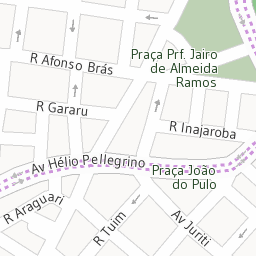 Praça Prf. Jairo
de Almeida
Ramos
R Afonso Brás
R Gararu
R Inajaroba
Av Hélio Pellegrino
Praça João
do Pulo
R Araguari
R Tuim
Av Juriti